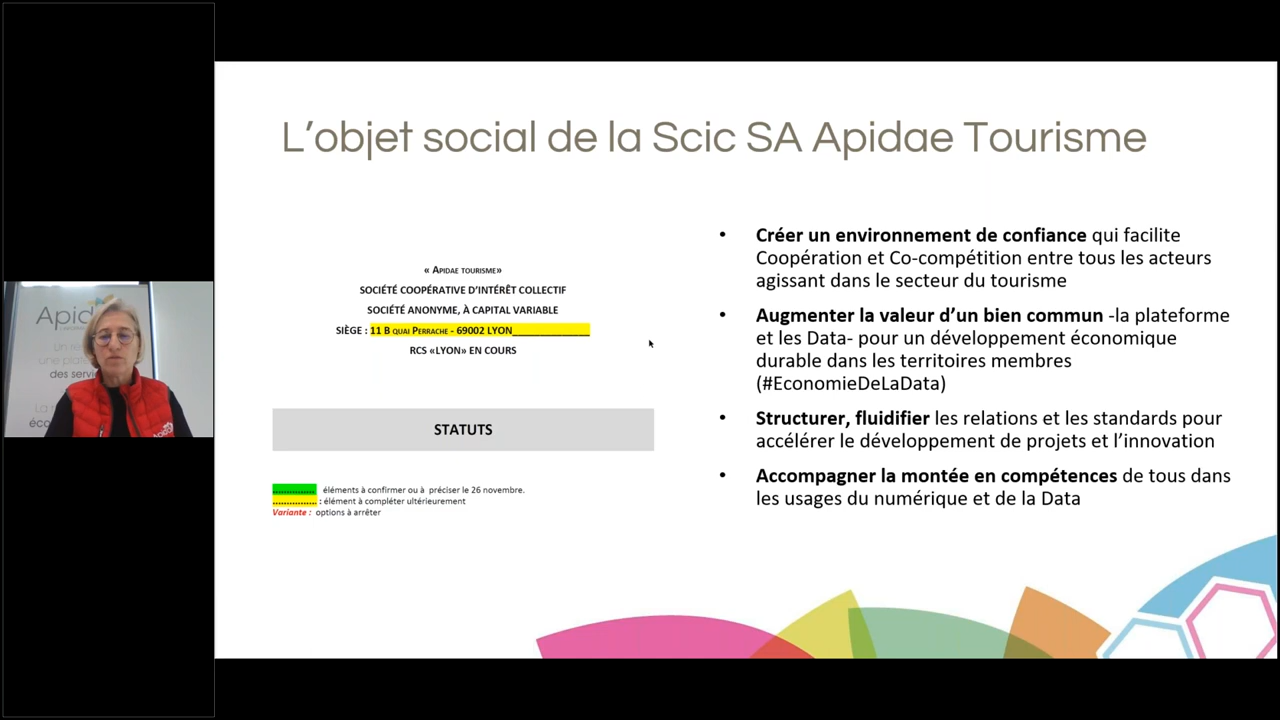 L'objet social de la Scic SA Apidae Tourisme
« APIDAE TOURISME»
SOCIÉTÉ COOPÉRATIVE D'INTÉRÊT COLLECTIF
SOCIÉTÉ ANONYME, À CAPITAL VARIABLE
SIÈGE : 11 B QUAI PERRACHE - 69002 LYON_______________
RCS «LYON» EN COURS
STATUTS
............... éléments à confirmer ou à préciser le 26 novembre.
............... : élément à compléter ultérieurement
Variante : options à arrêter
• Créer un environnement de confiance qui facilite
Coopération et Co-compétition entre tous les acteurs
agissant dans le secteur du tourisme
• Augmenter la valeur d'un bien commun -la plateforme
et les Data- pour un développement économique
durable dans les territoires membres
(#EconomieDeLaData)
• Structurer, fluidifier les relations et les standards pour
accélérer le développement de projets et l'innovation
• Accompagner la montée en compétences de tous dans
les usages du numérique et de la Data
des
La